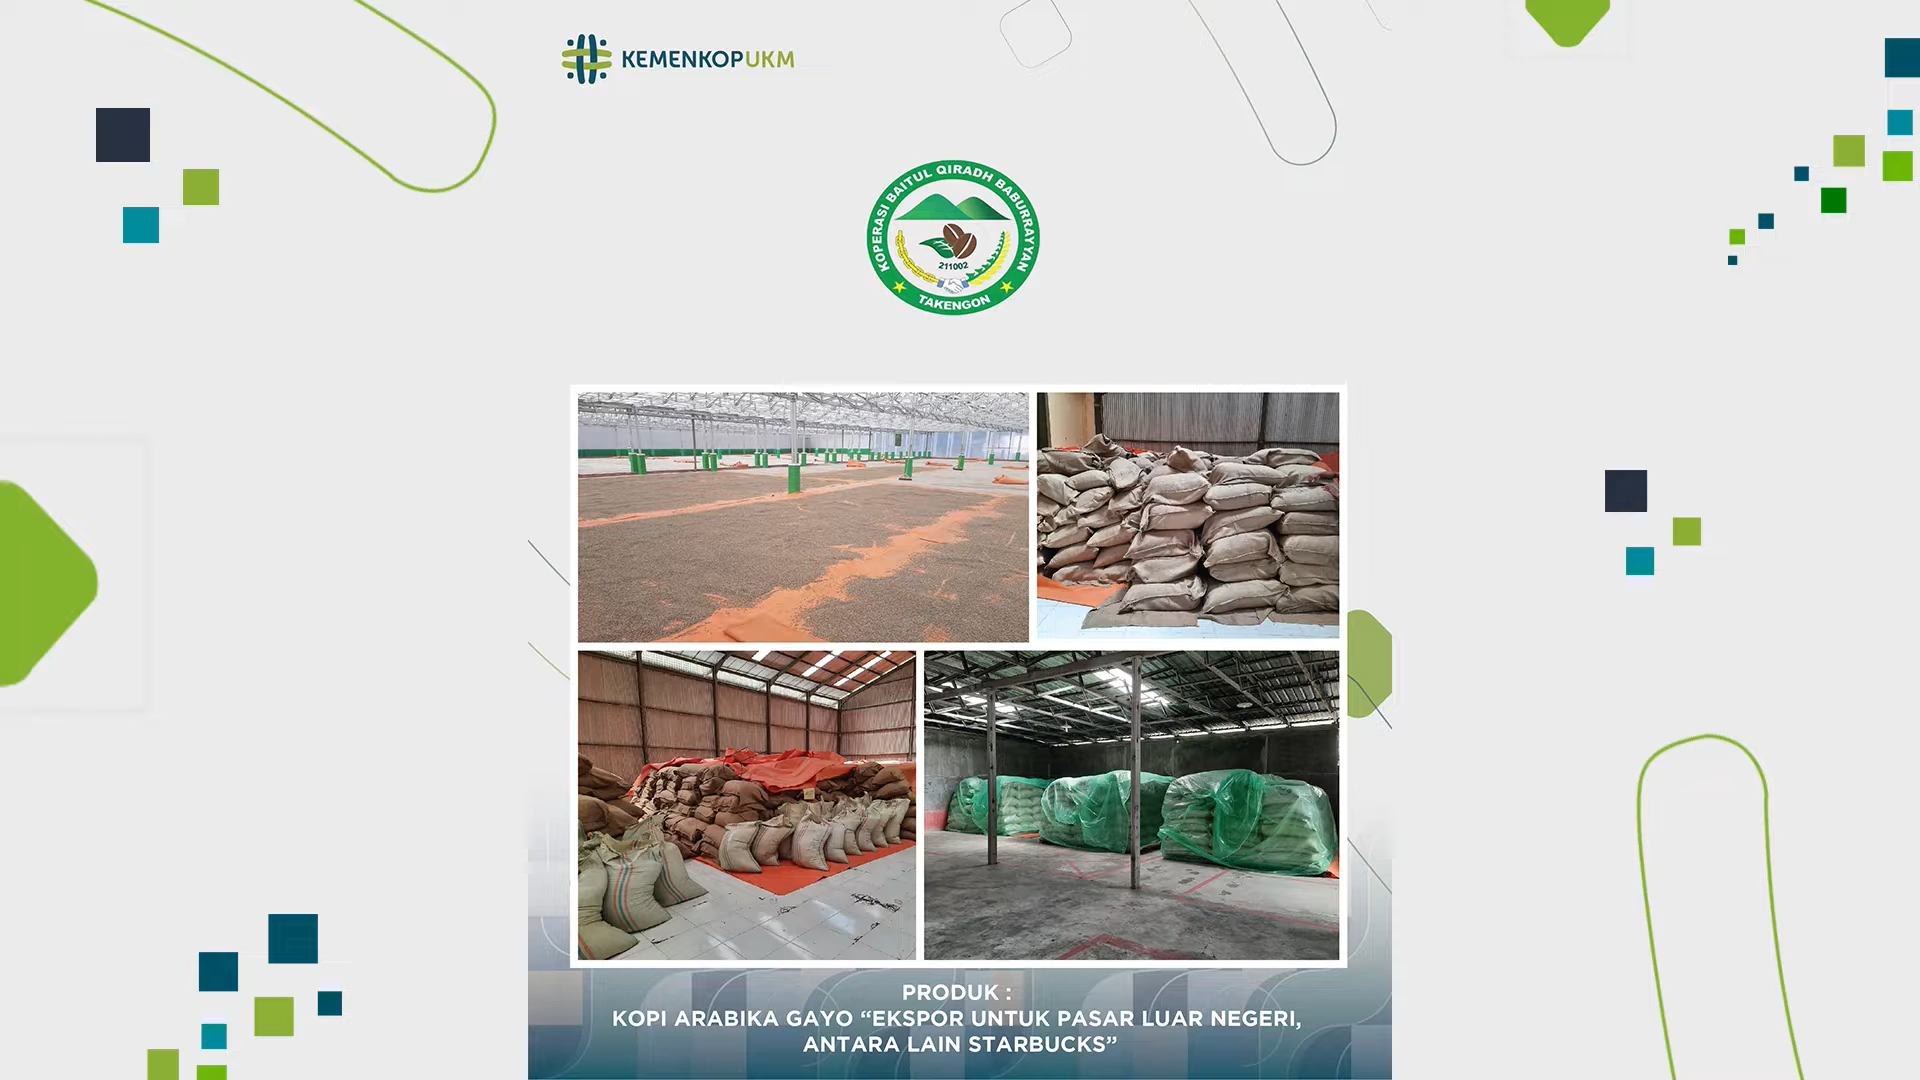 KEMENKOPUKM
KOPERASI BAITUL QIRADH BABURRAYYAN
211002
TAKENGON
PRODUK :
KOPI ARABIKA GAYO “EKSPOR UNTUK PASAR LUAR NEGERI,
ANTARA LAIN STARBUCKS”